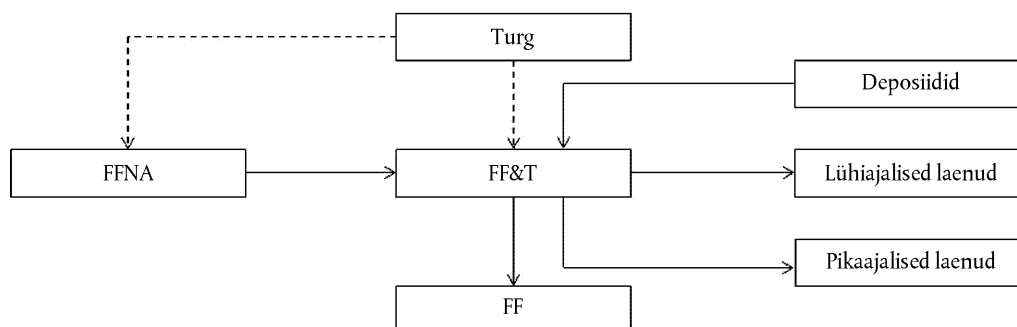 Turg
Deposiidid
FFNA
FF&T
Lühiajalised laenud
Pikaajalised laenud
FF